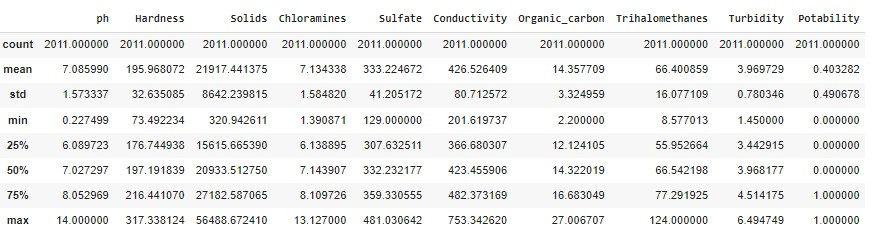 ph Hardness Solids Chloramines Sulfate Conductivity Organic_carbon Trihalomethanes Turbidity Potability
count 2011.000000 2011.000000 2011.000000 2011.000000 2011.000000 2011.000000 2011.000000 2011.000000 2011.000000 2011.000000
mean 7.085990 195.968072 21917.441375 7.134338 333.224672 426.526409 14.357709 66.400859 3.969729 0.403282
std 1.573337 32.635085 8642.239815 1.584820 41.205172 80.712572 3.324959 16.077109 0.780346 0.490678
min 0.227499 73.492234 320.942611 1.390871 129.000000 201.619737 2.200000 8.577013 1.450000 0.000000
25% 6.089723 176.744938 15615.665390 6.138895 307.632511 366.680307 12.124105 55.952664 3.442915 0.000000
50% 7.027297 197.191839 20933.512750 7.143907 332.232177 423.455906 14.322019 66.542198 3.968177 0.000000
75% 8.052969 216.441070 27182.587065 8.109726 359.330555 482.373169 16.683049 77.291925 4.514175 1.000000
max 14.000000 317.338124 56488.672410 13.127000 481.030642 753.342620 27.006707 124.000000 6.494749 1.000000